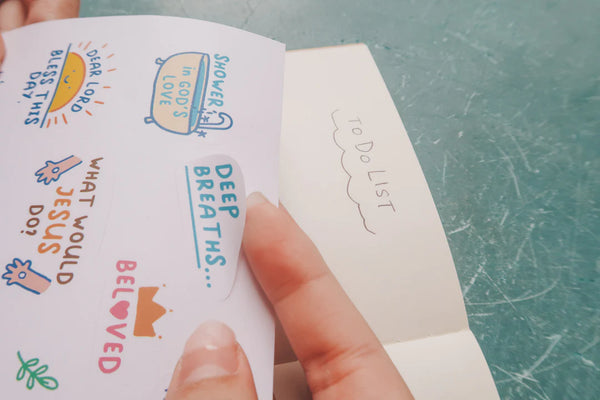 DEAR LORD
BLESS THIS
DAY
SHOWER
in GOD'S
LOVE
WHAT WOULD
JESUS
DO?
DEEP
BREATHS...
BELOVED
TO DO LIST